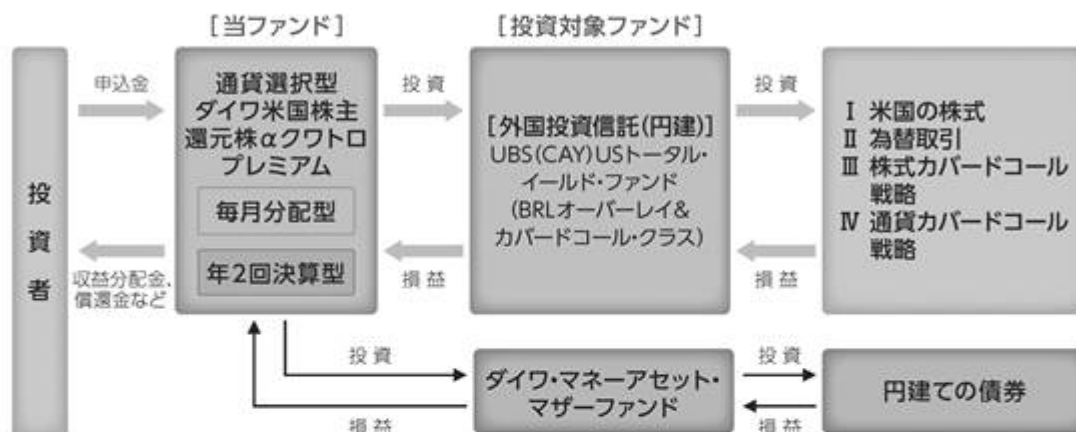 [当ファンド]
[投資対象ファンド]
投資者
申込金
収益分配金、
償還金など
通貨選択型
ダイワ米国株主
還元株αクワトロ
プレミアム
毎月分配型
年2回決算型
投資
損益
[外国投資信託(円建)]
UBS(CAY)USトータル・
イールド・ファンド
(BRLオーバーレイ&
カバードコール・クラス)
投資
損益
Ⅰ 米国の株式
Ⅱ 為替取引
Ⅲ 株式カバードコール
戦略
Ⅳ 通貨カバードコール
戦略
投資
損益
ダイワ・マネーアセット・
マザーファンド
投資
損益
円建ての債券